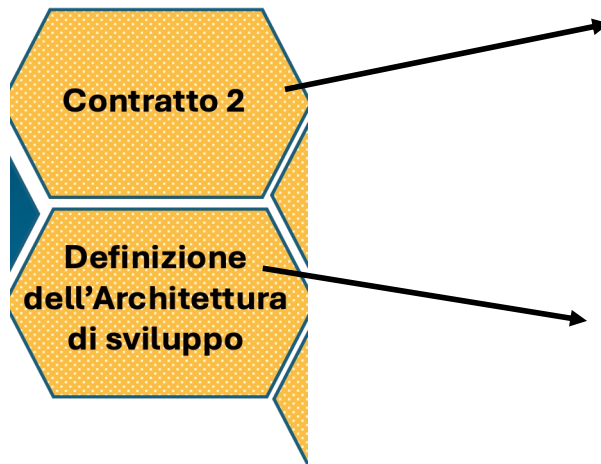 Contratto 2
Definizione
dell’Architettura
di sviluppo